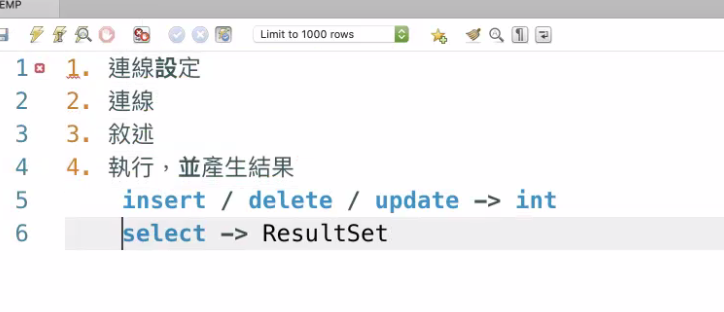 EMP
Limit to 1000 rows
1 1. 連線設定
2 2. 連線
3 3. 敘述
4 4. 執行，並產生結果
5 insert / delete / update -> int
6 select -> ResultSet